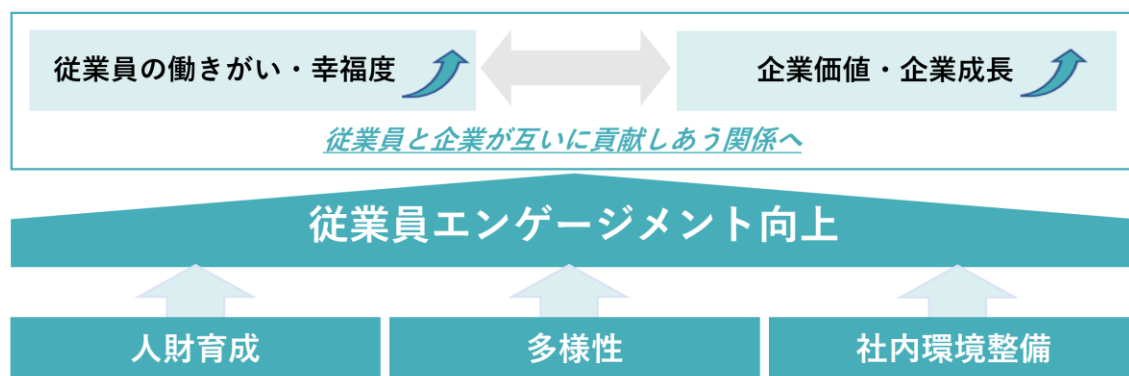 従業員の働きがい・幸福度
企業価値・企業成長
従業員と企業が互いに貢献しあう関係へ
従業員エンゲージメント向上
人財育成
多様性
社内環境整備